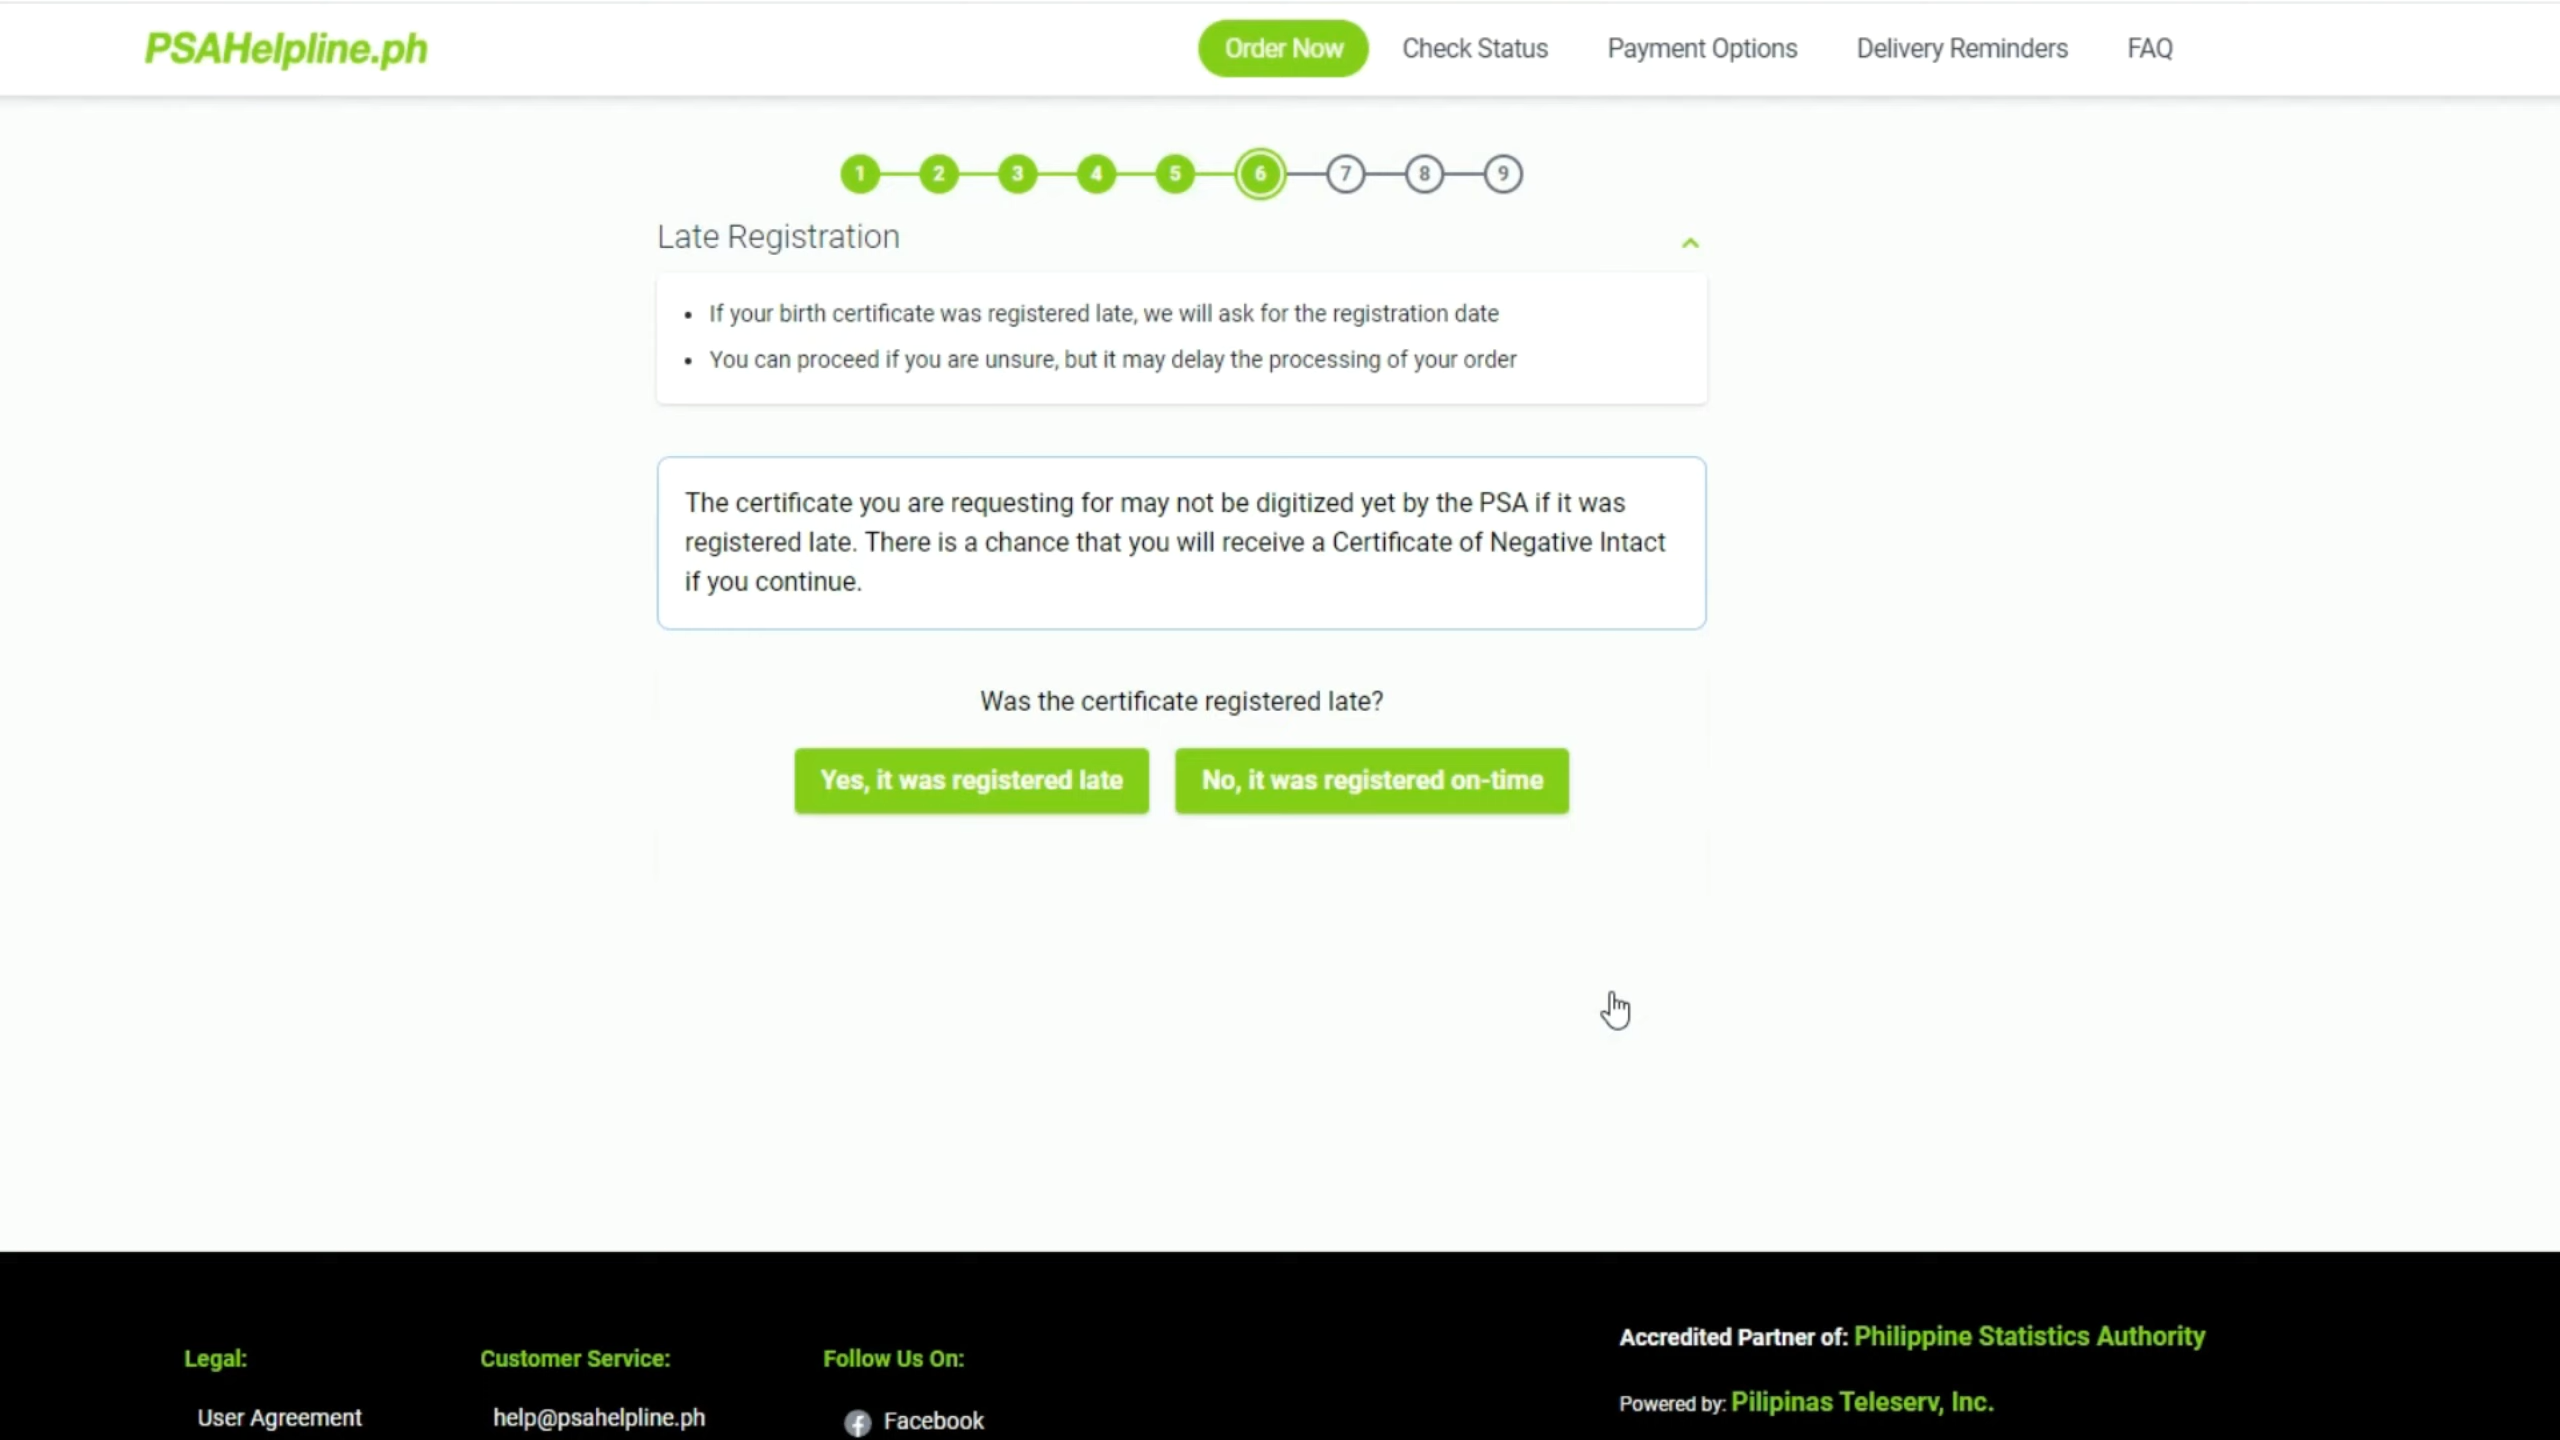 PSAHelpline.ph
Order Now
Check Status
Payment Options
Delivery Reminders
FAQ
1 2 3 4 5 6 7 8 9
Late Registration
• If your birth certificate was registered late, we will ask for the registration date
• You can proceed if you are unsure, but it may delay the processing of your order
The certificate you are requesting for may not be digitized yet by the PSA if it was
registered late. There is a chance that you will receive a Certificate of Negative Intact
if you continue.
Was the certificate registered late?
Yes, it was registered late
No, it was registered on-time
Legal:
User Agreement
Customer Service:
help@psahelpline.ph
Follow Us On:
Facebook
Accredited Partner of: Philippine Statistics Authority
Powered by: Pilipinas Teleserv, Inc.